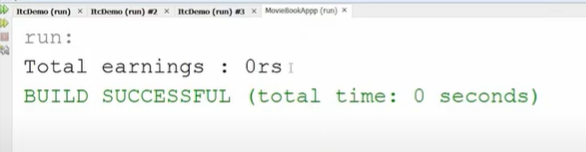 ItcDemo (run) × ItcDemo (run) #2 × ItcDemo (run) #3 × MovieBookAppp (run) ×
run:
Total earnings : 0rs
BUILD SUCCESSFUL (total time: 0 seconds)